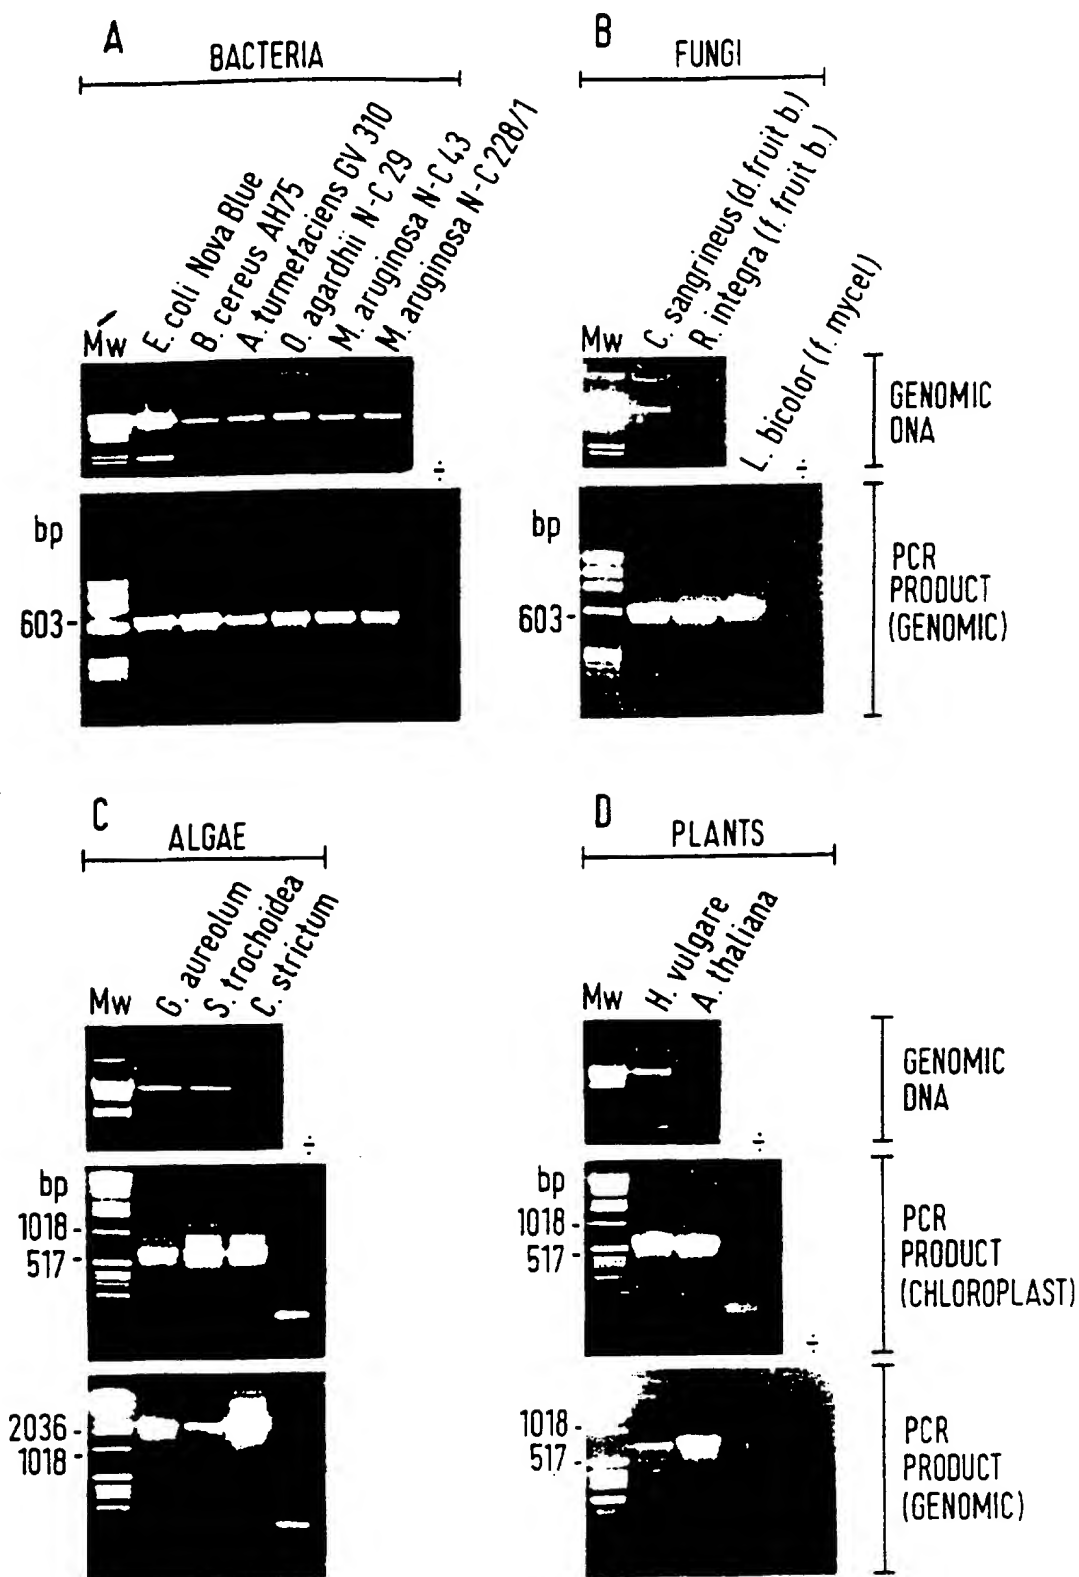 A
BACTERIA
Mw
E. coli Nova Blue
B. cereus AH75
A. turmefaciens GV 310
O. agardhii N-C 29
M. aruginosa N-C 43
M. aruginosa N-C 228/1
÷
bp
603-
B
FUNGI
Mw
C. sangrineus (d. fruit b.)
R. integra (f. fruit b.)
L. bicolor (f. mycel)
÷
bp
603-
GENOMIC
DNA
PCR
PRODUCT
(GENOMIC)
C
ALGAE
Mw
G. aureolum
S. trochoidea
C. strictum
÷
bp
1018-
517-
2036-
1018-
D
PLANTS
Mw
H. vulgare
A. thaliana
÷
bp
1018-
517-
÷
1018-
517-
GENOMIC
DNA
PCR
PRODUCT
(CHLOROPLAST)
PCR
PRODUCT
(GENOMIC)